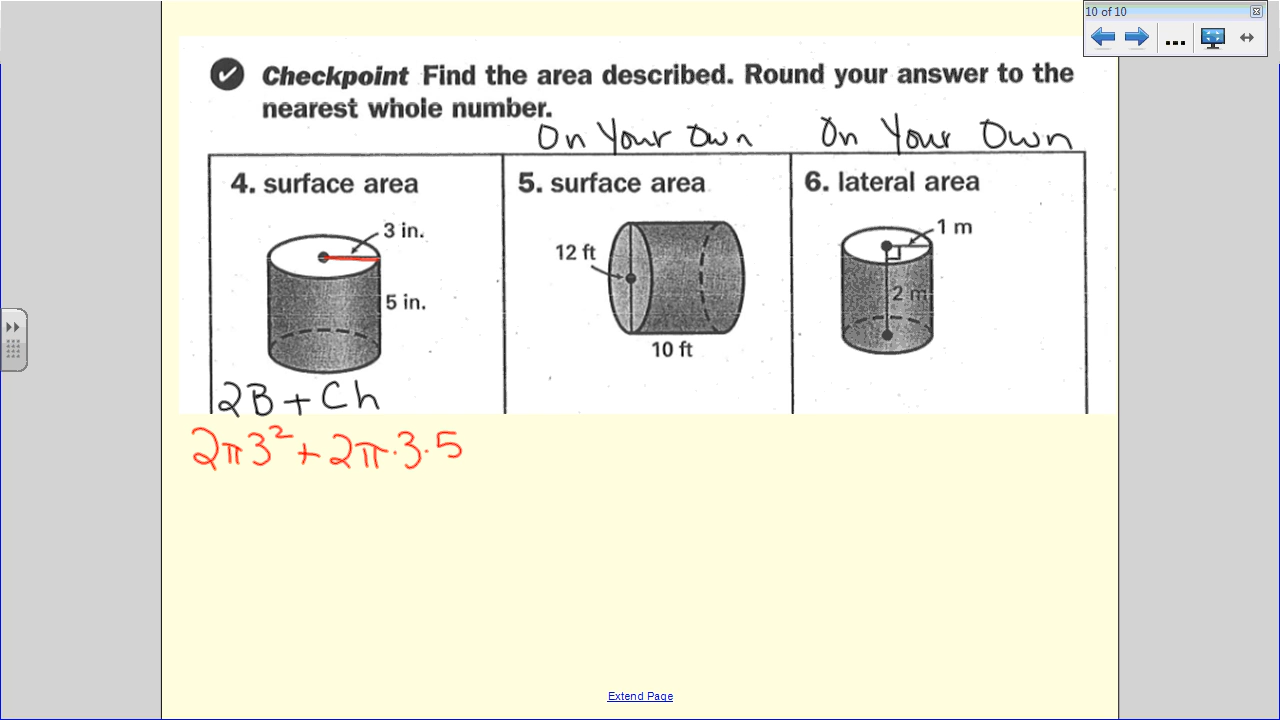 10 of 10
Checkpoint Find the area described. Round your answer to the
nearest whole number.
On Your Own
On Your Own
4. surface area
3 in.
5 in.
5. surface area
12 ft
10 ft
6. lateral area
1 m
2 m
2B + Ch
2π3² + 2π·3·5
Extend Page